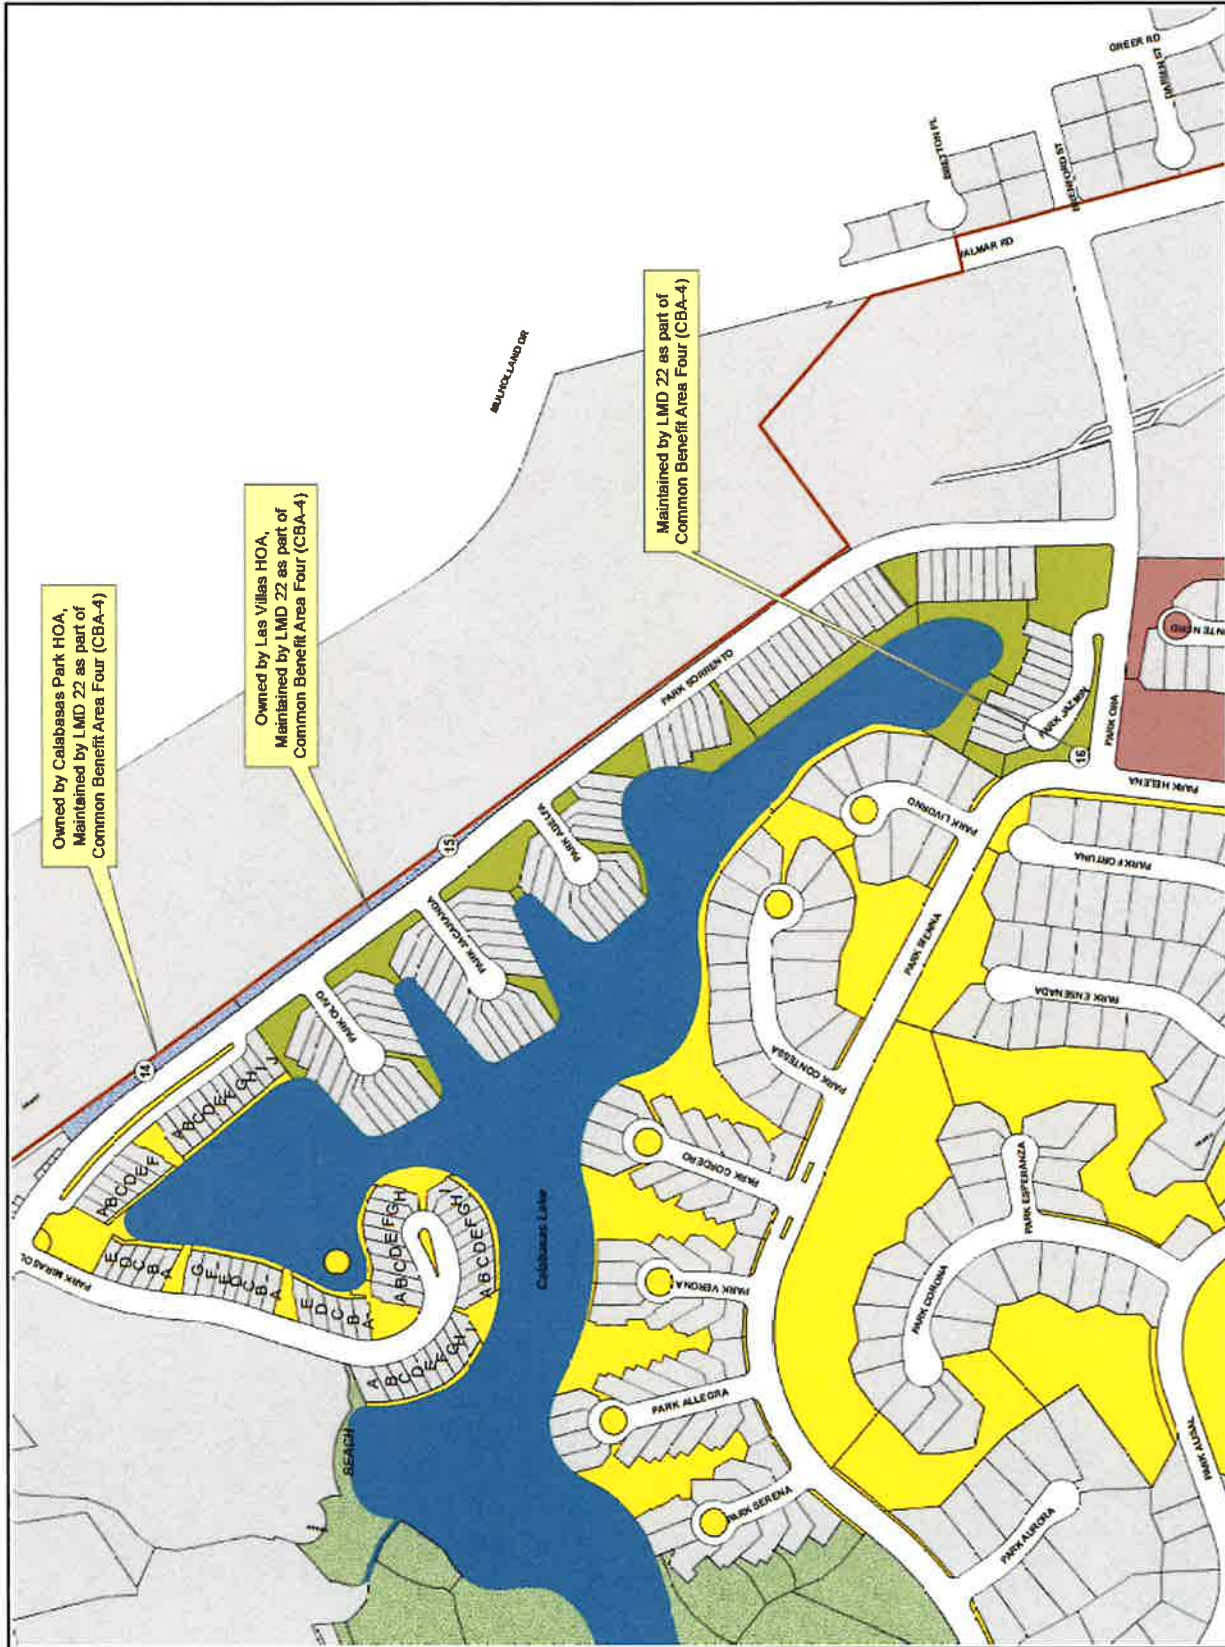 Owned by Calabasas Park HOA,
Maintained by LMD 22 as part of
Common Benefit Area Four (CBA-4)
Owned by Las Villas HOA,
Maintained by LMD 22 as part of
Common Benefit Area Four (CBA-4)
Maintained by LMD 22 as part of
Common Benefit Area Four (CBA-4)
MULHOLLAND DR
GREER RD
DARIEN ST
BRENFORD ST
VALMAR RD
14
15
16
PARK SORRENTO
PARK ADELFA
PARK JACARANDA
PARK OLIVO
PARK MIRASOL
PARK JAZMIN
PARK ORA
PARK HELENA
PARK LIVORNO
PARK FORTUNA
PARK SIENNA
PARK ENSENADA
PARK CONTESSA
PARK CORDERO
PARK ESPERANZA
PARK VERONA
PARK CORONA
PARK ALLEGRA
PARK SERENA
PARK AURORA
Calabasas Lake
BEACH
A
B
C
D
E
F
A
B
C
D
E
F
G
H
I
J
E
D
C
B
A
G
F
E
D
C
B
A
E
D
C
B
A
A
B
C
D
E
F
G
H
A
B
C
D
E
F
G
H
I
A
B
C
D
E
F
G
H
I